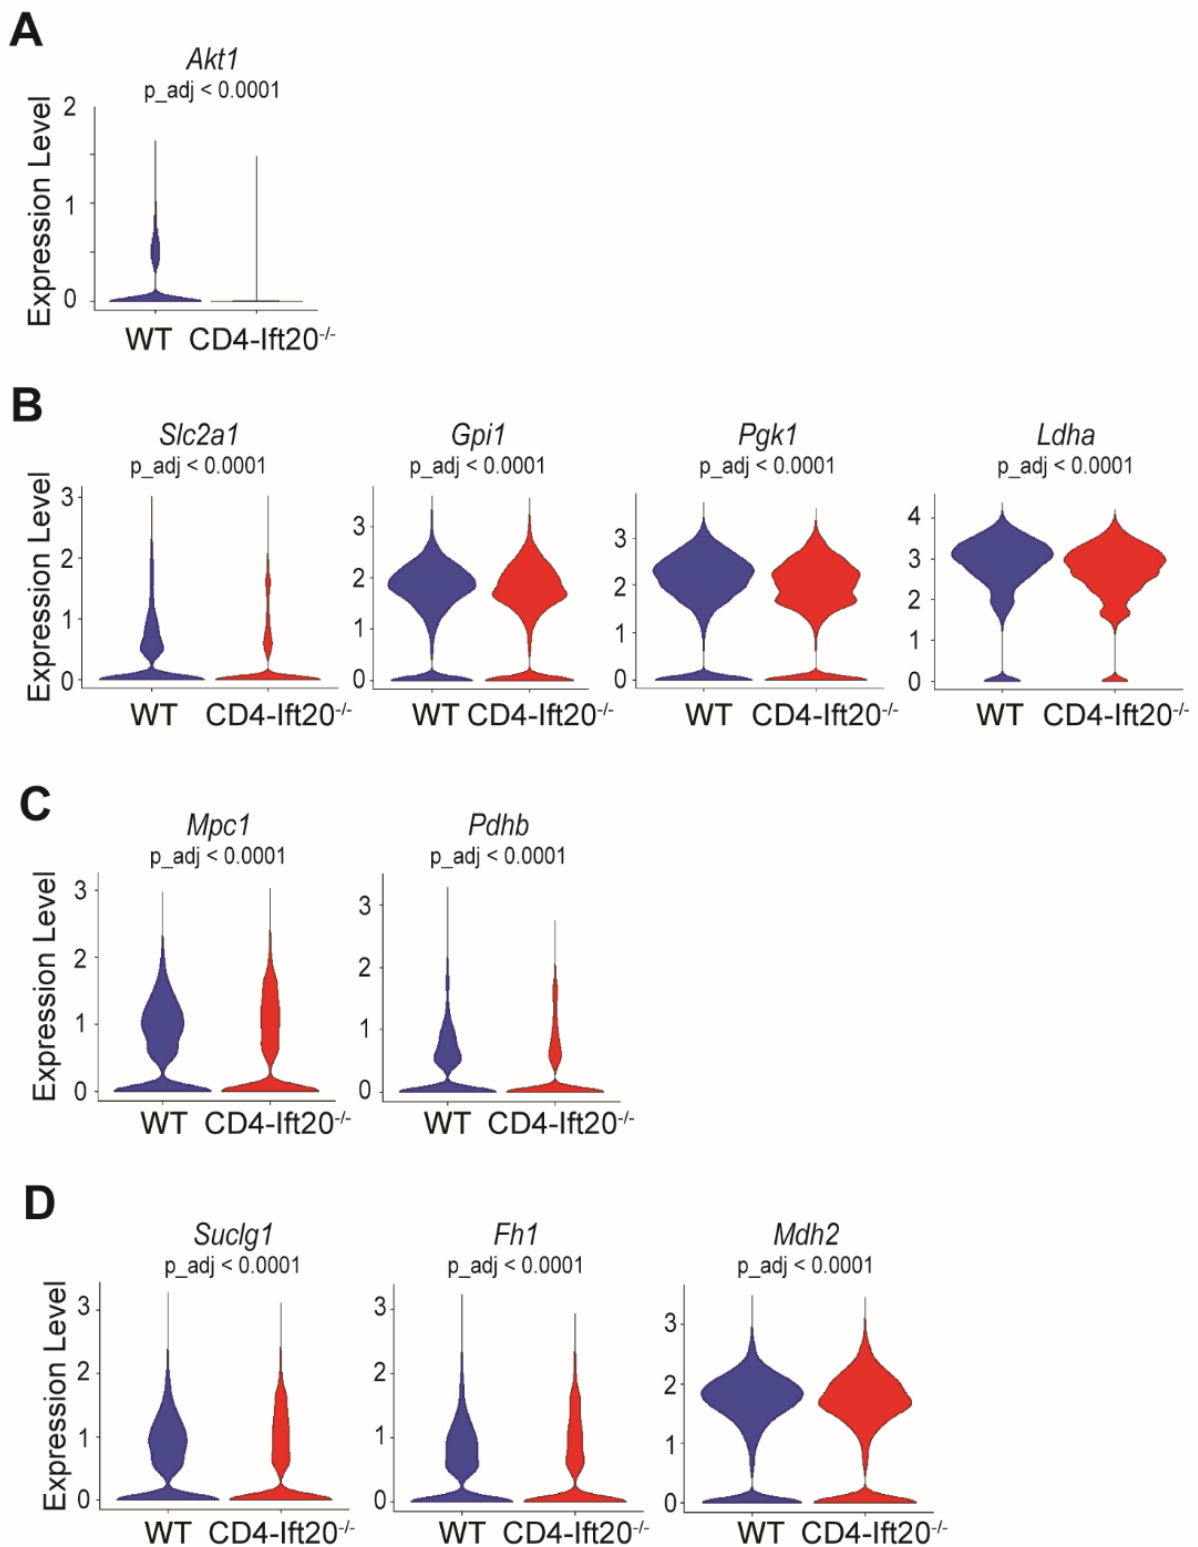 A
Akt1
p_adj < 0.0001
Expression Level
2
1
0
WT CD4-Ift20-/-
B
Slc2a1 Gpi1 Pgk1 Ldha
p_adj < 0.0001 p_adj < 0.0001 p_adj < 0.0001 p_adj < 0.0001
Expression Level
3 3 3 4
2 2 2 3
1 1 1 2
0 0 0 1
0
WT CD4-Ift20-/- WT CD4-Ift20-/- WT CD4-Ift20-/- WT CD4-Ift20-/-
C
Mpc1 Pdhb
p_adj < 0.0001 p_adj < 0.0001
Expression Level
3 3
2 2
1 1
0 0
WT CD4-Ift20-/- WT CD4-Ift20-/-
D
Suclg1 Fh1 Mdh2
p_adj < 0.0001 p_adj < 0.0001 p_adj < 0.0001
Expression Level
3 3 3
2 2 2
1 1 1
0 0 0
WT CD4-Ift20-/- WT CD4-Ift20-/- WT CD4-Ift20-/-